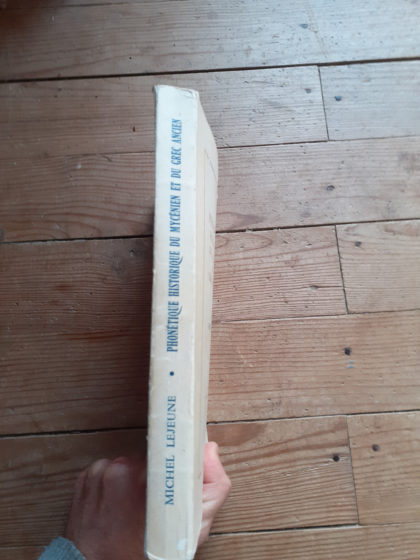 MICHEL LEJEUNE • PHONÉTIQUE HISTORIQUE DU MYCÉNIEN ET DU GREC ANCIEN